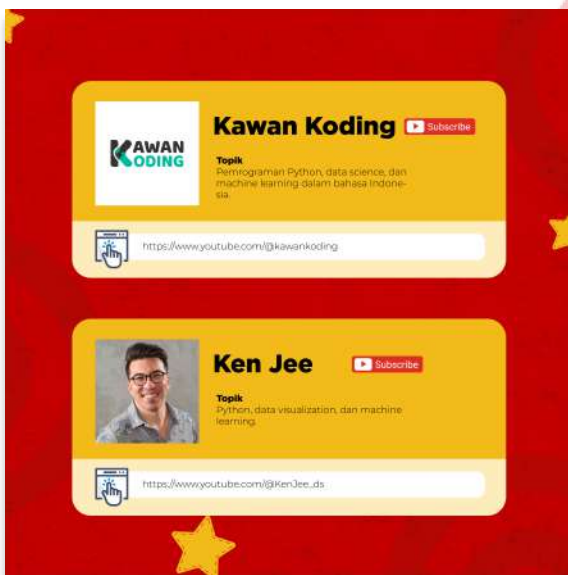 KAWAN
KODING
Kawan Koding
Subscribe
Topik
Pemrograman Python, data science, dan
machine learning dalam bahasa Indone-
sia.
https://www.youtube.com/@kawankoding
Ken Jee
Subscribe
Topik
Python, data visualization, dan machine
learning.
https://www.youtube.com/@KenJee_ds